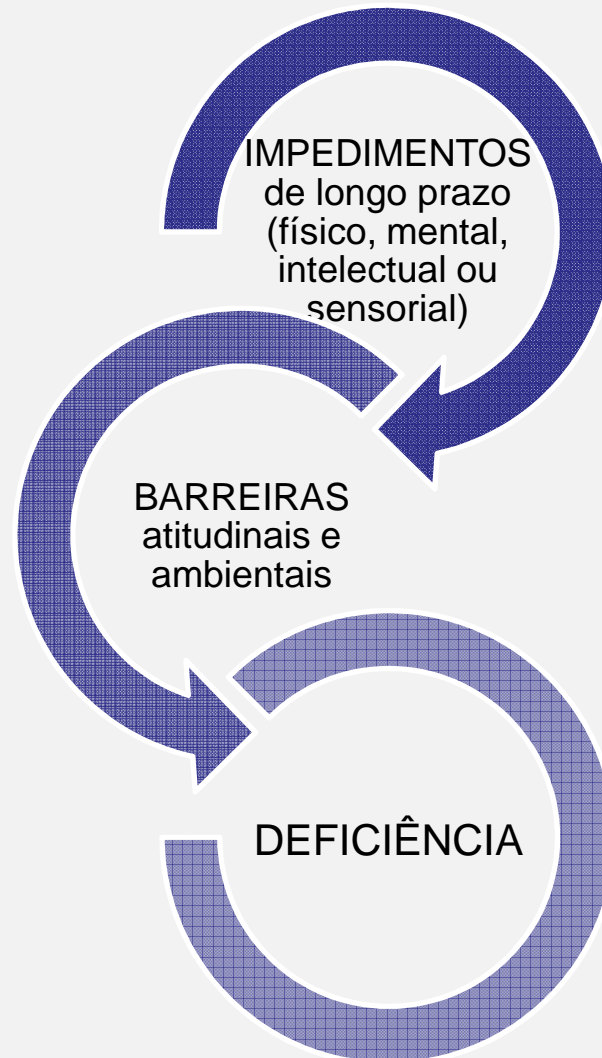 IMPEDIMENTOS
de longo prazo
(físico, mental,
intelectual ou
sensorial)
BARREIRAS
atitudinais e
ambientais
DEFICIÊNCIA